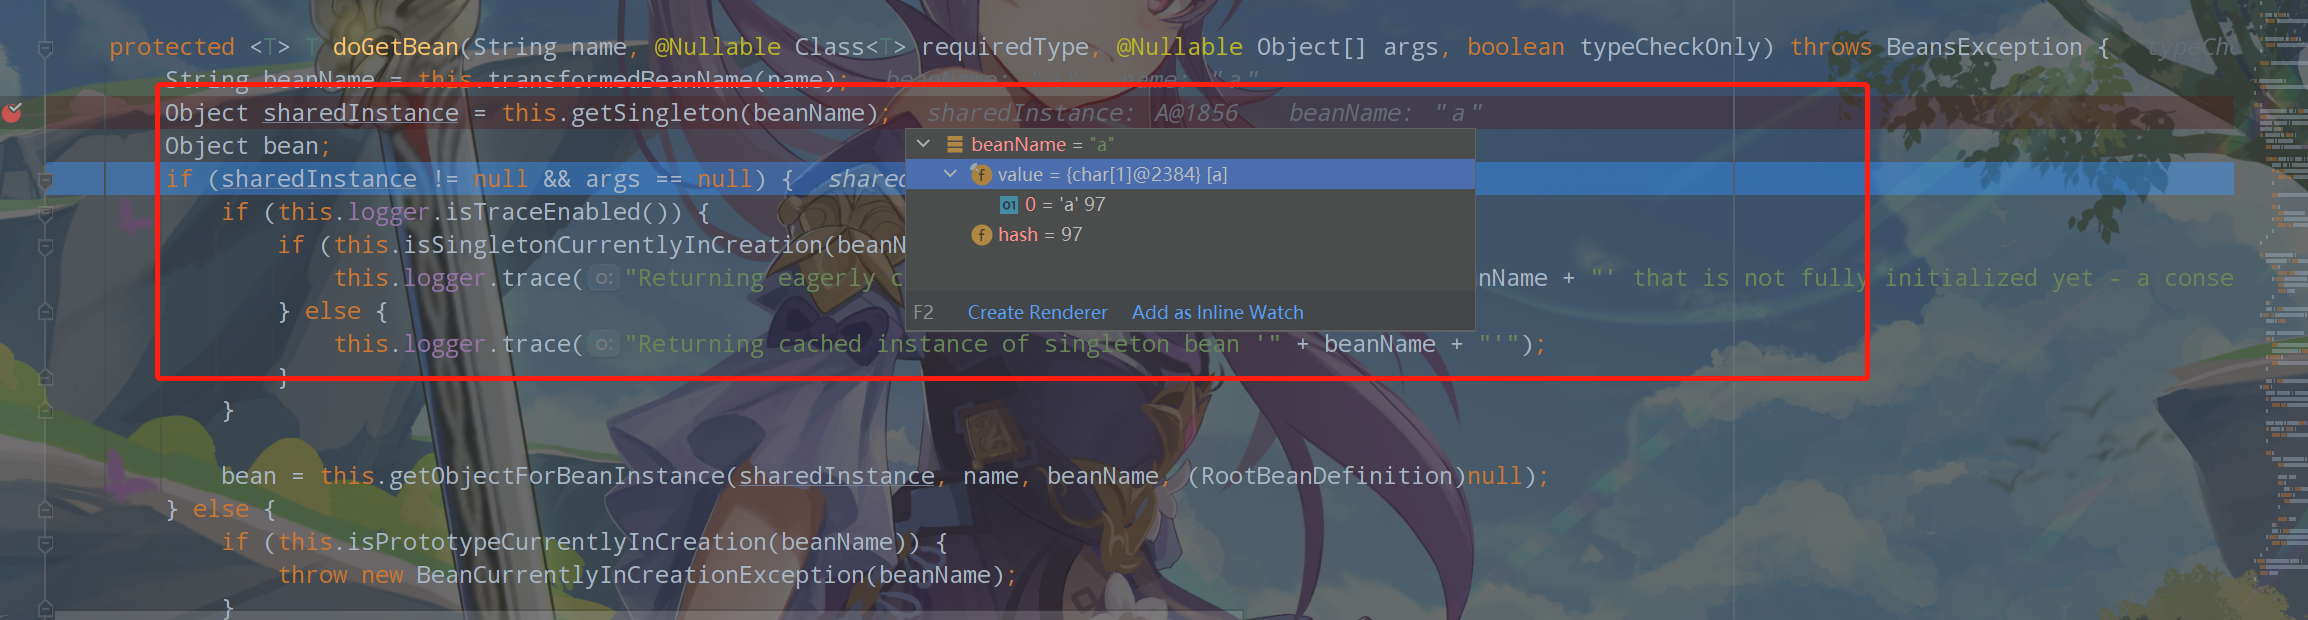 protected <T> T doGetBean(String name, @Nullable Class<T> requiredType, @Nullable Object[] args, boolean typeCheckOnly) throws BeansException {   typeChe
String beanName = this.transformedBeanName(name);   beanName: "a"   name: "a"
Object sharedInstance = this.getSingleton(beanName);   sharedInstance: A@1856   beanName: "a"
Object bean;
beanName = "a"
if (sharedInstance != null && args == null) {   shared
value = {char[1]@2384} [a]
0 = 'a' 97
if (this.logger.isTraceEnabled()) {
if (this.isSingletonCurrentlyInCreation(beanN
hash = 97
this.logger.trace( o: "Returning eagerly c nName + "' that is not fully initialized yet - a conse
} else {
F2 Create Renderer Add as Inline Watch
this.logger.trace( o: "Returning cached instance of singleton bean '" + beanName + "'");
}
}
bean = this.getObjectForBeanInstance(sharedInstance, name, beanName, (RootBeanDefinition)null);
} else {
if (this.isPrototypeCurrentlyInCreation(beanName)) {
throw new BeanCurrentlyInCreationException(beanName);
}